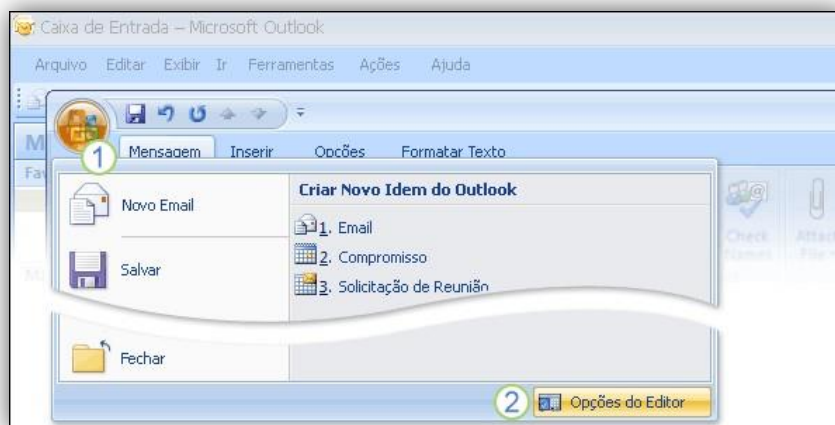 Caixa de Entrada – Microsoft Outlook
Arquivo Editar Exibir Ir Ferramentas Ações Ajuda
1
Mensagem Inserir Opções Formatar Texto
Novo Email
Salvar
Fechar
Criar Novo Idem do Outlook
1. Email
2. Compromisso
3. Solicitação de Reunião
Check Names
Attach File
2 Opções do Editor